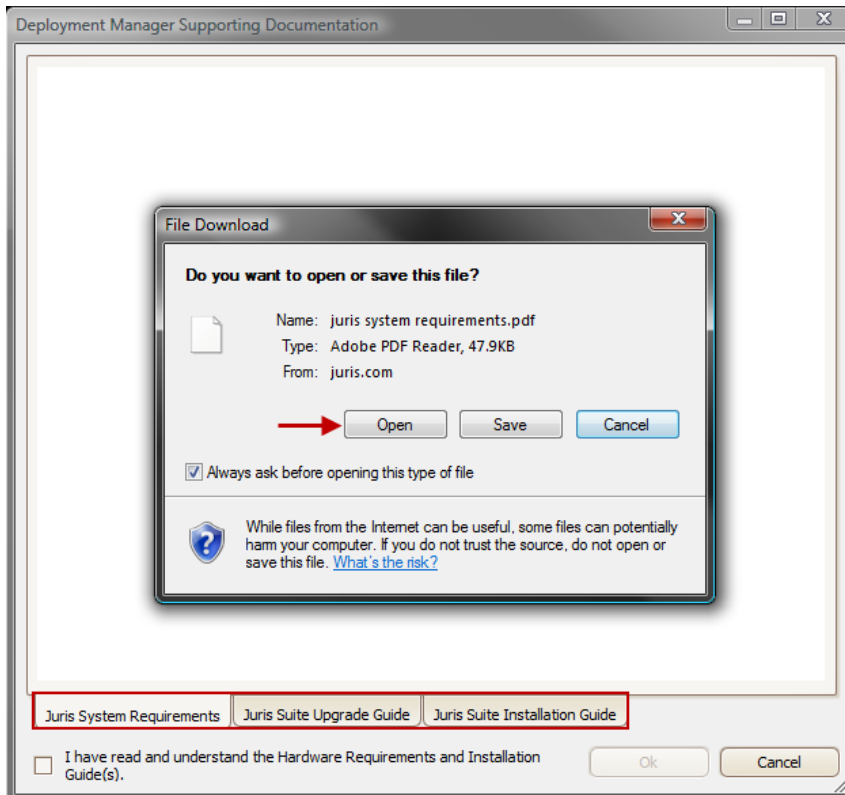 Deployment Manager Supporting Documentation
File Download
Do you want to open or save this file?
Name: juris system requirements.pdf
Type: Adobe PDF Reader, 47.9KB
From: juris.com
Open Save Cancel
Always ask before opening this type of file
While files from the Internet can be useful, some files can potentially
harm your computer. If you do not trust the source, do not open or
save this file. What's the risk?
Juris System Requirements Juris Suite Upgrade Guide Juris Suite Installation Guide
I have read and understand the Hardware Requirements and Installation
Guide(s).
Ok Cancel